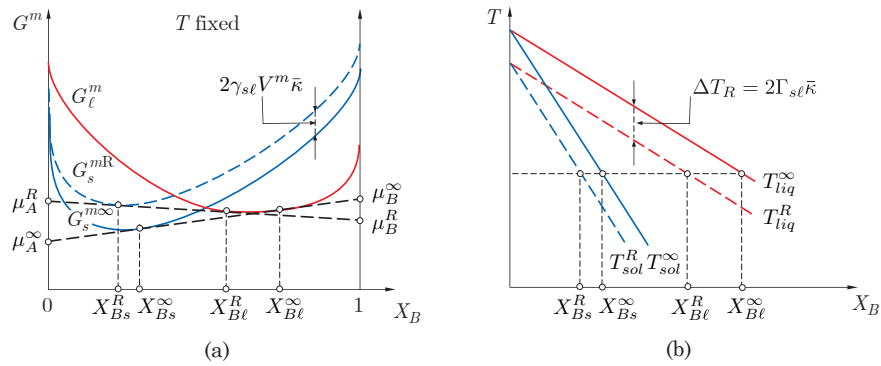 G^m
T fixed
2γ_{sℓ}V^m κ̄
G_ℓ^m
G_s^{mR}
G_s^{m∞}
μ_A^R
μ_A^∞
μ_B^∞
μ_B^R
0
X_{Bs}^R
X_{Bs}^∞
X_{Bℓ}^R
X_{Bℓ}^∞
1
X_B
(a)
T
ΔT_R = 2Γ_{sℓ} κ̄
T_{liq}^∞
T_{liq}^R
T_{sol}^R T_{sol}^∞
X_{Bs}^R
X_{Bs}^∞
X_{Bℓ}^R
X_{Bℓ}^∞
X_B
(b)